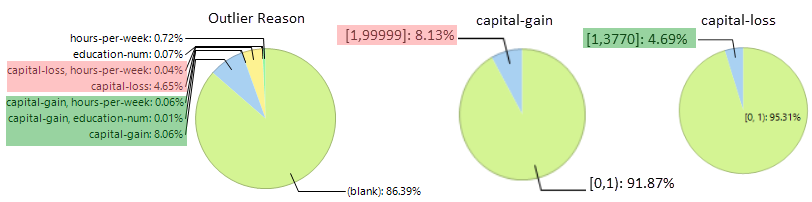 Outlier Reason
hours-per-week: 0.72%
education-num: 0.07%
capital-loss, hours-per-week: 0.04%
capital-loss: 4.65%
capital-gain, hours-per-week: 0.06%
capital-gain, education-num: 0.01%
capital-gain: 8.06%
(blank): 86.39%
capital-gain
[1,99999]: 8.13%
[0,1): 91.87%
capital-loss
[1,3770]: 4.69%
[0, 1): 95.31%